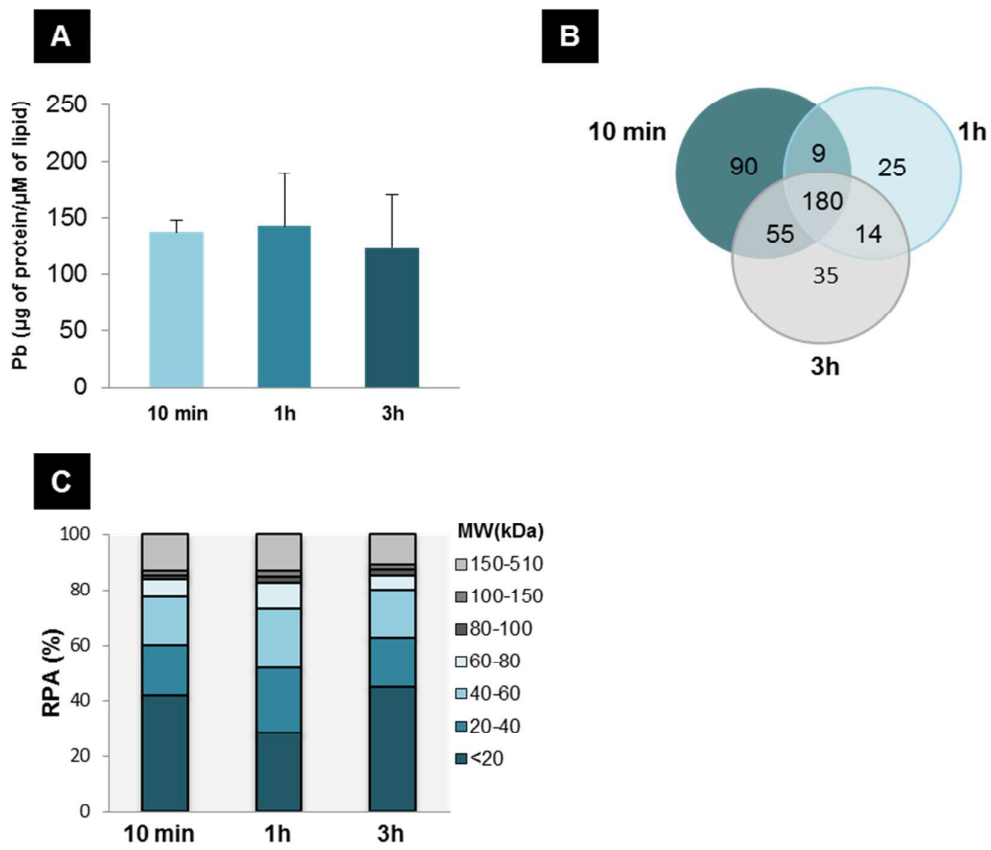 A
Pb (µg of protein/µM of lipid)
250
200
150
100
50
0
10 min 1h 3h
B
10 min
1h
90
9
25
180
55
14
35
3h
C
RPA (%)
100
80
60
40
20
0
10 min 1h 3h
MW(kDa)
150-510
100-150
80-100
60-80
40-60
20-40
<20